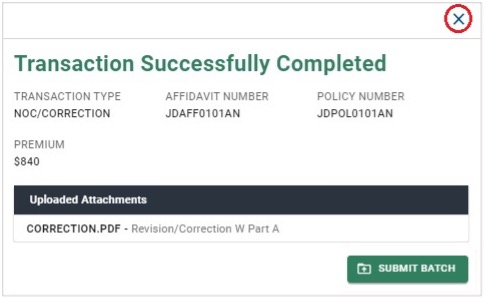 Transaction Successfully Completed
TRANSACTION TYPE AFFIDAVIT NUMBER POLICY NUMBER
NOC/CORRECTION JDAFF0101AN JDPOL0101AN
PREMIUM
$840
Uploaded Attachments
CORRECTION.PDF - Revision/Correction W Part A
SUBMIT BATCH